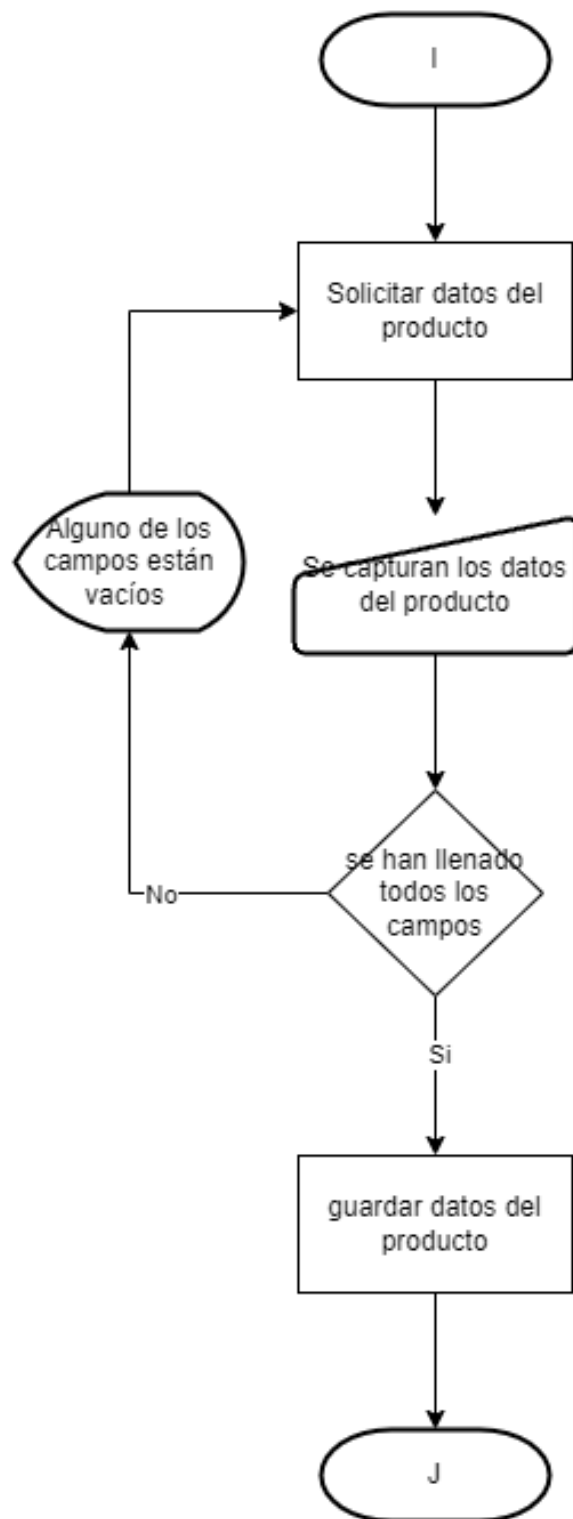 I
Solicitar datos del
producto
Alguno de los
campos están
vacíos
Se capturan los datos
del producto
se han llenado
todos los
campos
No
Si
guardar datos del
producto
J